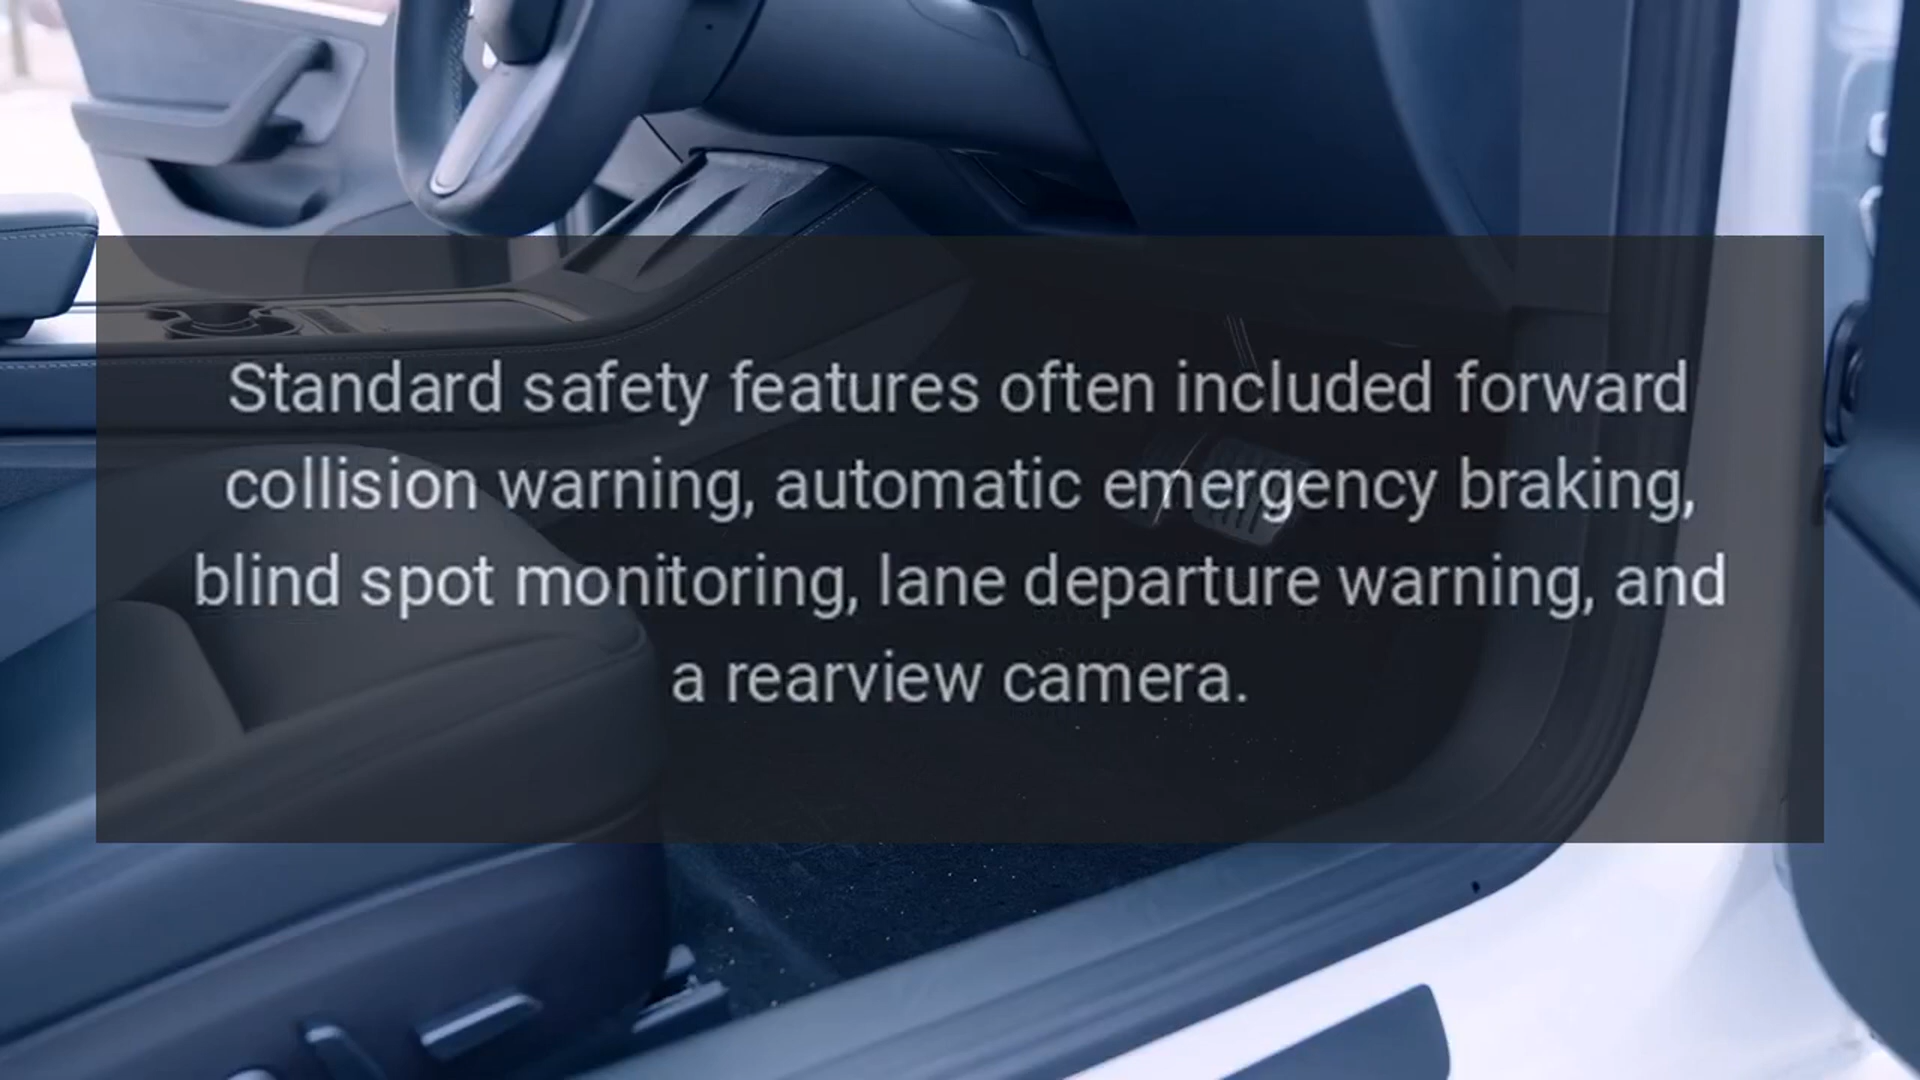 Standard safety features often included forward
collision warning, automatic emergency braking,
blind spot monitoring, lane departure warning, and
a rearview camera.